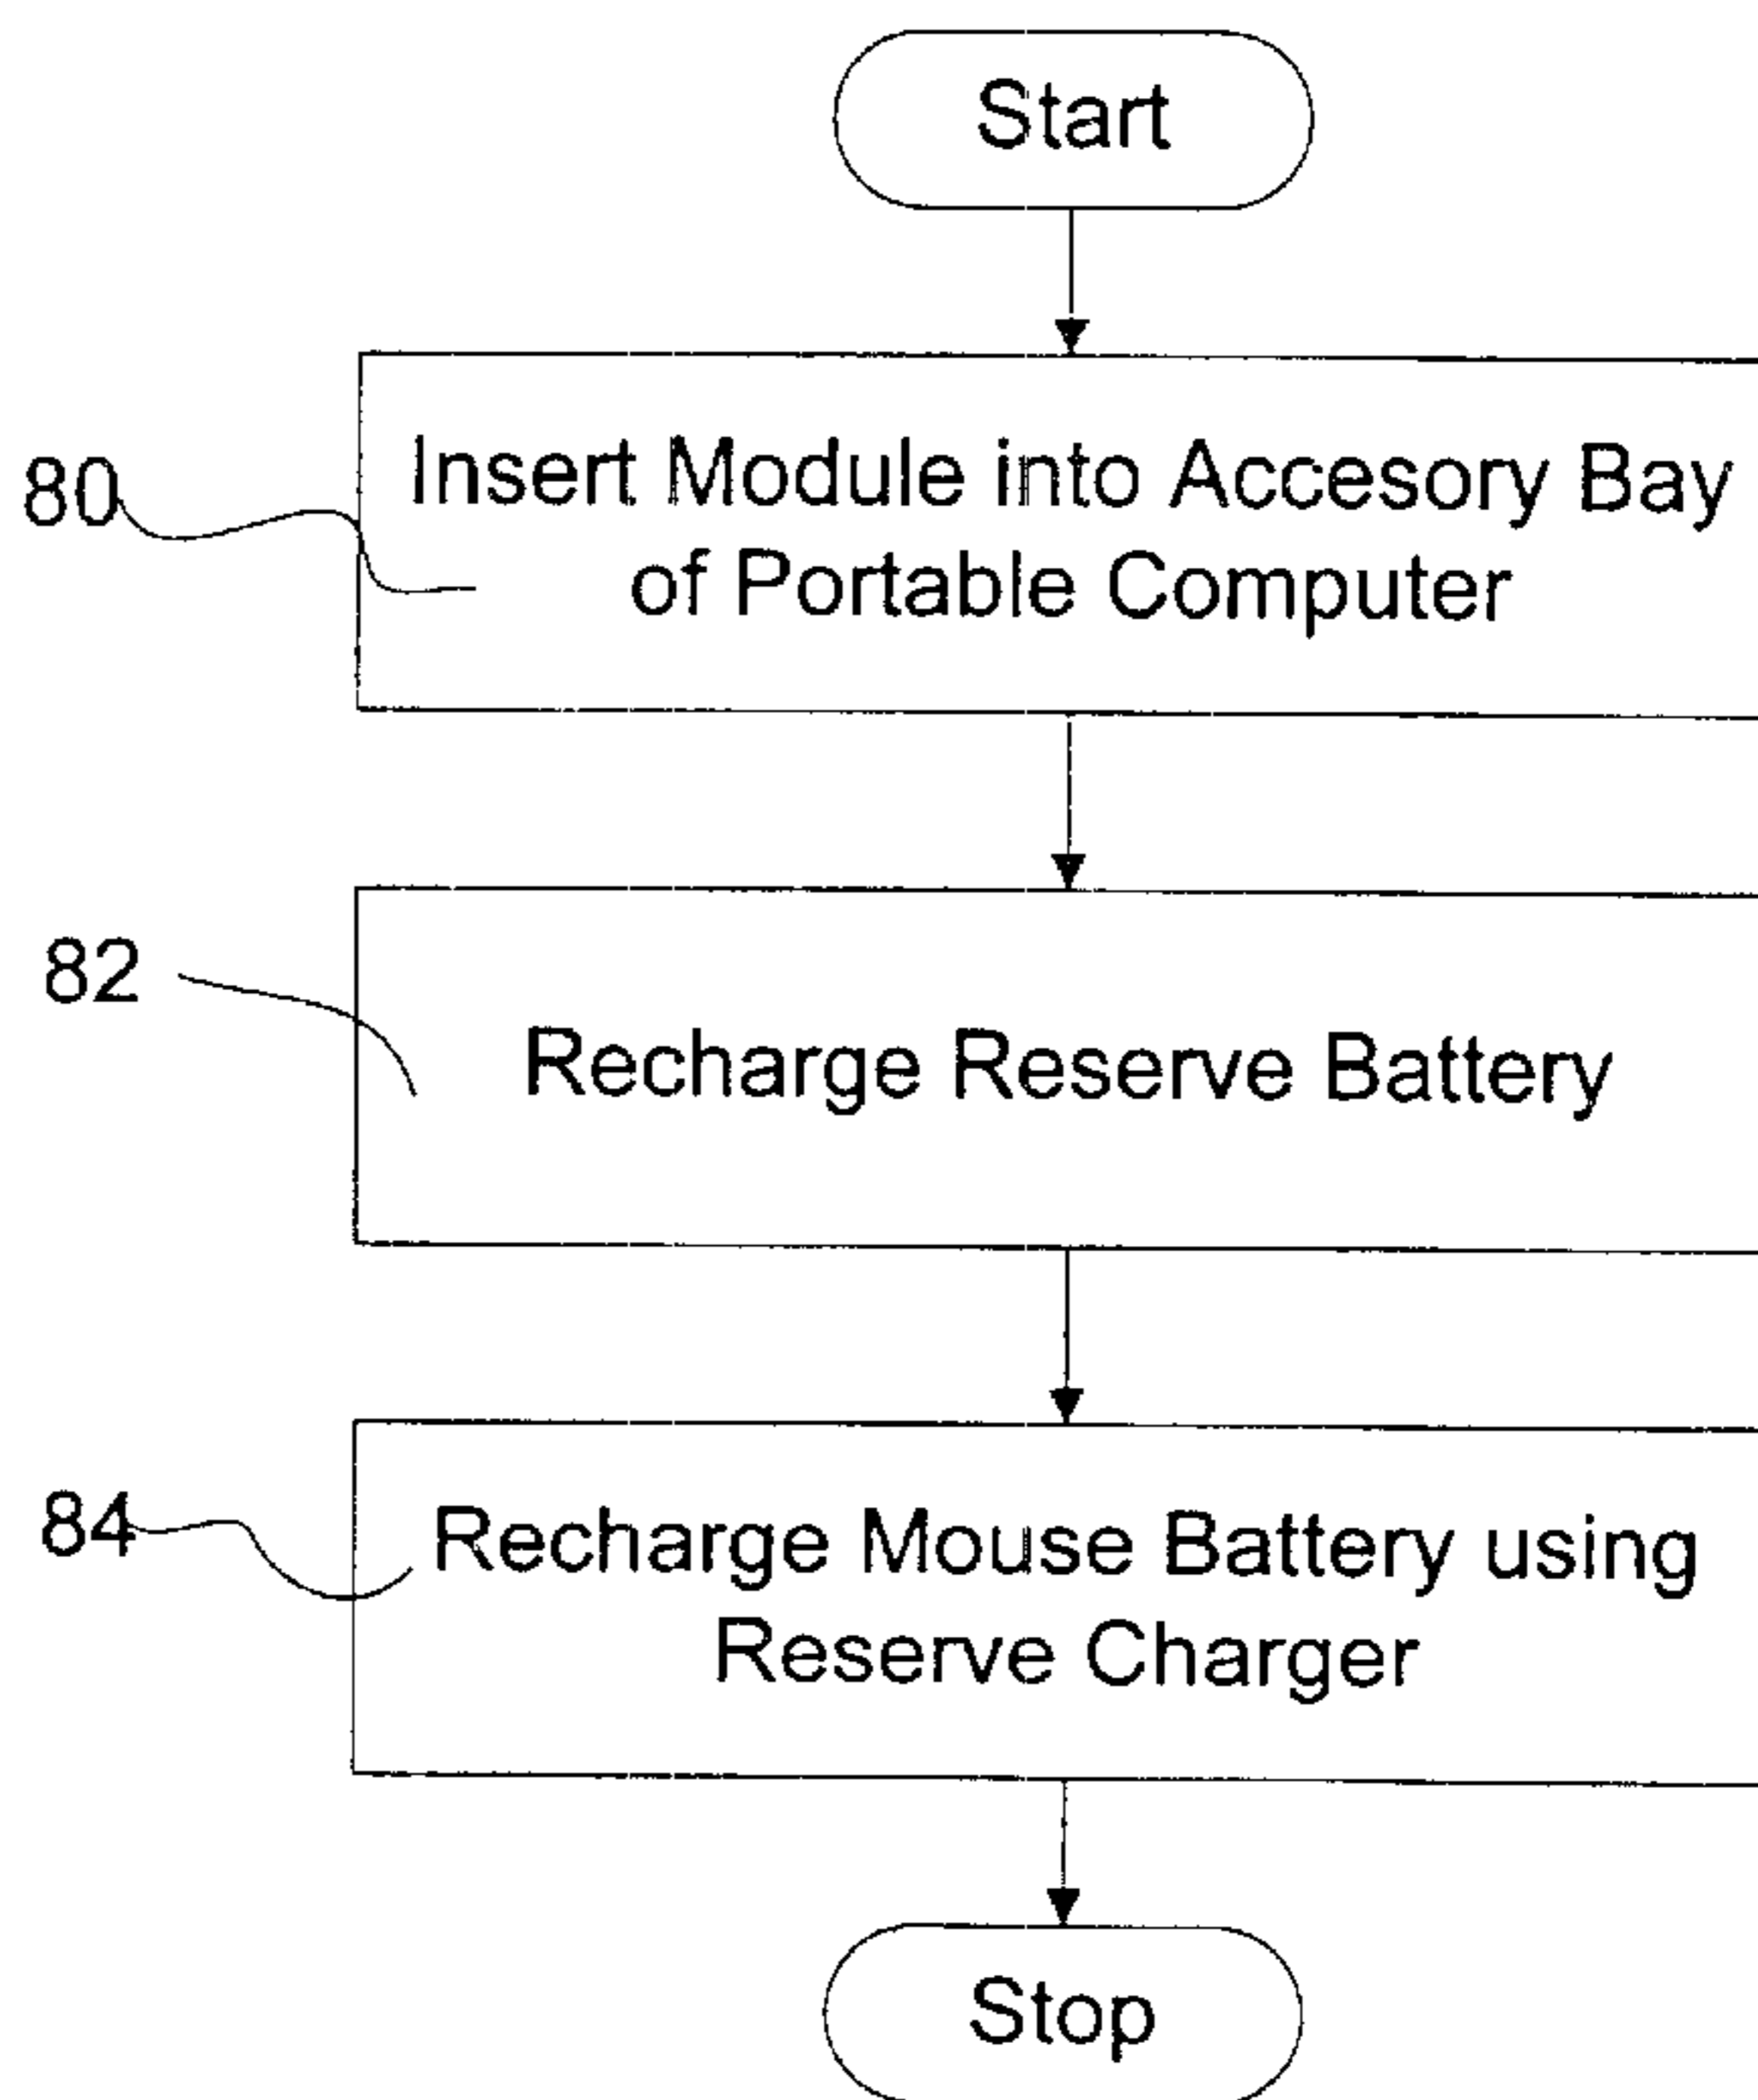 Start
80
Insert Module into Accesory Bay
of Portable Computer
82
Recharge Reserve Battery
84
Recharge Mouse Battery using
Reserve Charger
Stop